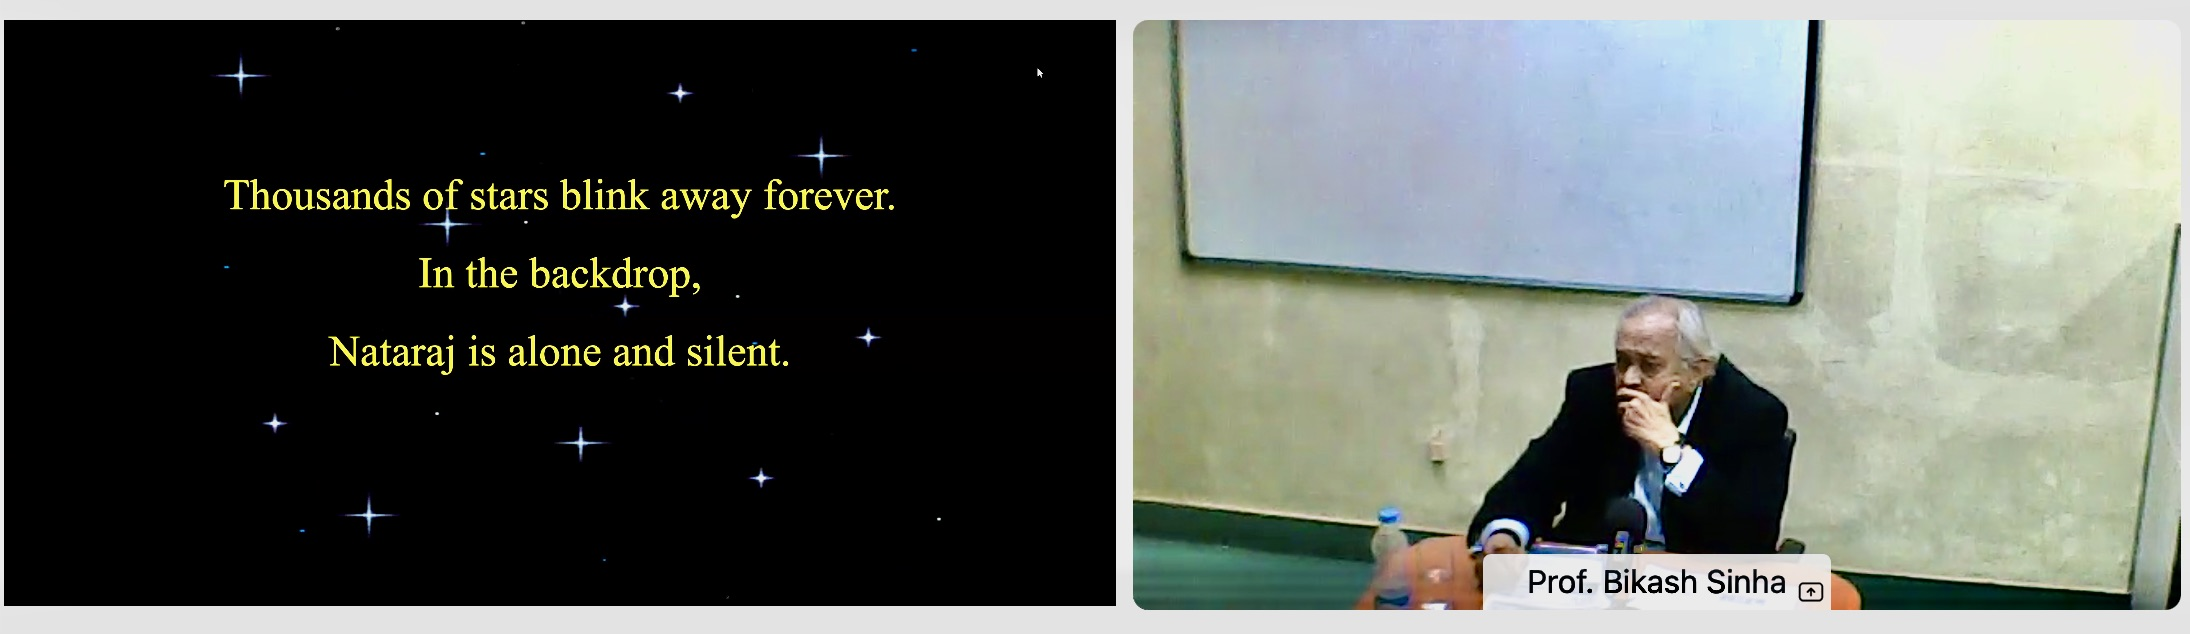 Thousands of stars blink away forever.
In the backdrop,
Nataraj is alone and silent.
Prof. Bikash Sinha